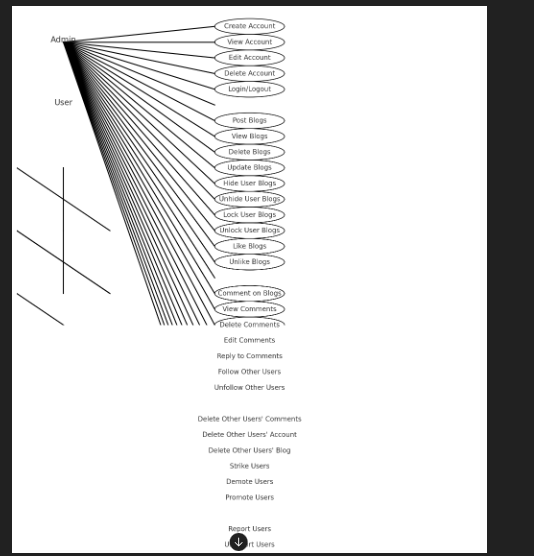 Admin
User
Create Account
View Account
Edit Account
Delete Account
Login/Logout
Post Blogs
View Blogs
Delete Blogs
Update Blogs
Hide User Blogs
Unhide User Blogs
Lock User Blogs
Unlock User Blogs
Like Blogs
Unlike Blogs
Comment on Blogs
View Comments
Delete Comments
Edit Comments
Reply to Comments
Follow Other Users
Unfollow Other Users
Delete Other Users' Comments
Delete Other Users' Account
Delete Other Users' Blog
Strike Users
Demote Users
Promote Users
Report Users
Users